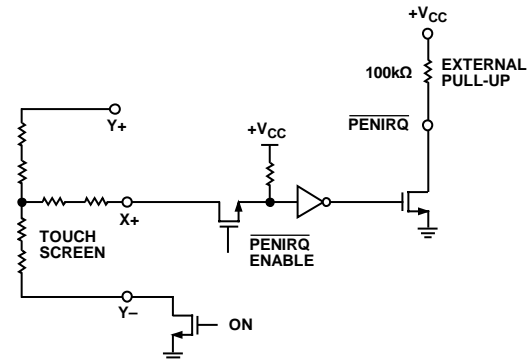 +VCC
100kΩ
EXTERNAL
PULL-UP
PENIRQ
Y+
+VCC
X+
TOUCH
SCREEN
PENIRQ
ENABLE
Y–
ON